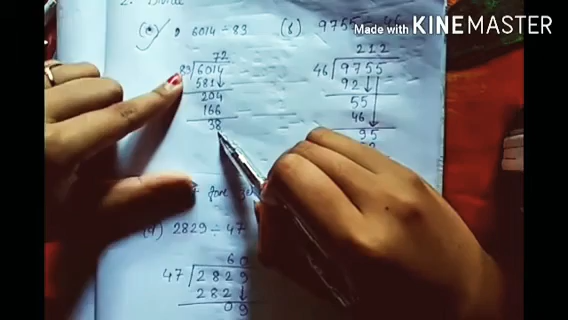 2. Divide
(e) 6014 ÷ 83
72
83 ) 6014
581
204
166
38
(f) 9755 ÷ 46
212
46 ) 9755
92
55
46
95
(g) 2829 ÷ 47
60
47 ) 2829
282
09
Made with KINEMASTER